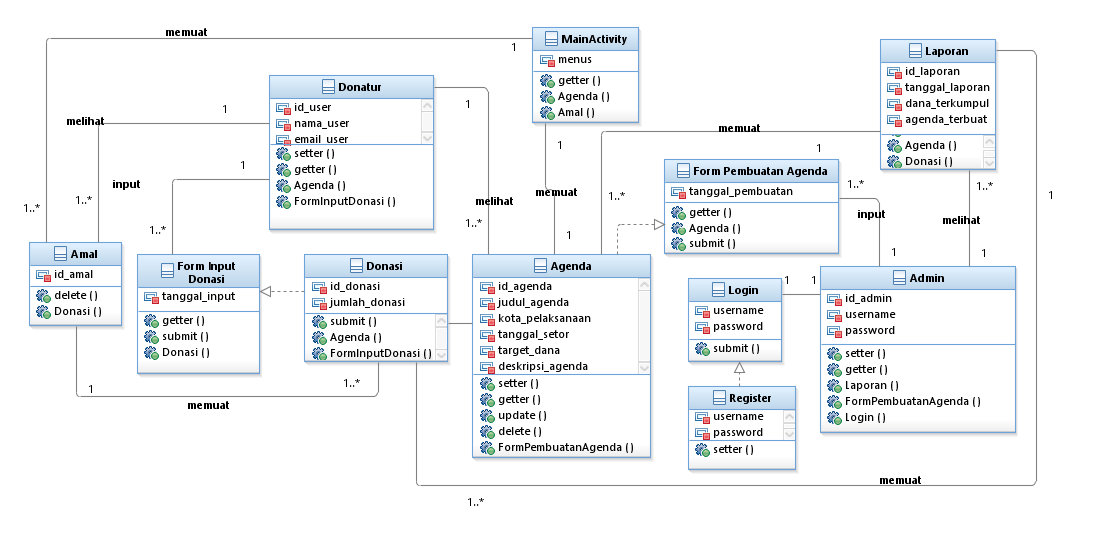 memuat
1
MainActivity
menus
getter ()
Agenda ()
Amal ()
Laporan
id_laporan
tanggal_laporan
dana_terkumpul
agenda_terbuat
Agenda ()
Donasi ()
Donatur
id_user
nama_user
email_user
setter ()
getter ()
Agenda ()
FormInputDonasi ()
1
melihat
1
1
input
1..*
1..*
1..*
1
memuat
1
melihat
1..*
memuat
1
1..*
Form Pembuatan Agenda
tanggal_pembuatan
getter ()
Agenda ()
submit ()
1..*
input
1
1..*
melihat
1
1
Amal
id_amal
delete ()
Donasi ()
Form Input
Donasi
tanggal_input
getter ()
submit ()
Donasi ()
Donasi
id_donasi
jumlah_donasi
submit ()
Agenda ()
FormInputDonasi ()
Agenda
id_agenda
judul_agenda
kota_pelaksanaan
tanggal_setor
target_dana
deskripsi_agenda
setter ()
getter ()
update ()
delete ()
FormPembuatanAgenda ()
Login
username
password
submit ()
1
1
Admin
id_admin
username
password
setter ()
getter ()
Laporan ()
FormPembuatanAgenda ()
Login ()
Register
username
password
setter ()
1
1..*
memuat
memuat
1..*